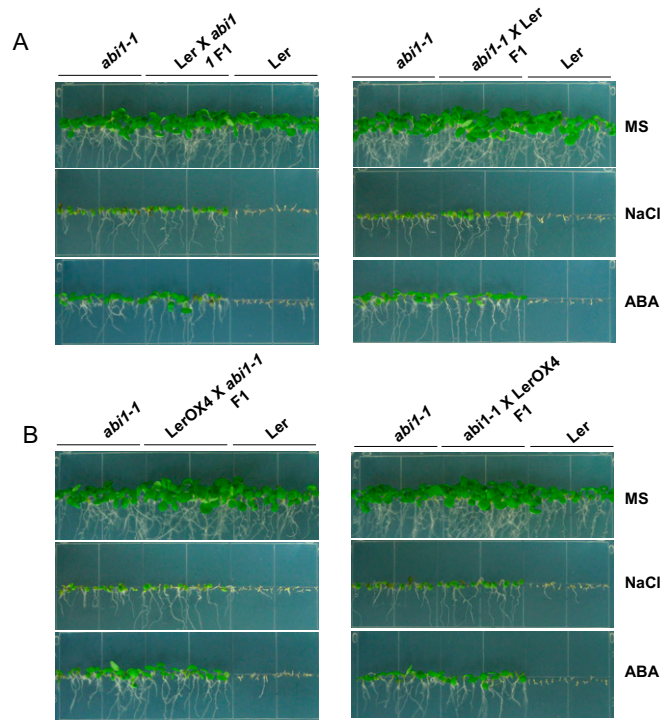 A
abi1-1
Ler X abi1
1 F1
Ler
abi1-1
abi1-1 X Ler
F1
Ler
MS
NaCl
ABA
B
abi1-1
LerOX4 X abi1-1
F1
Ler
abi1-1
abi1-1 X LerOX4
F1
Ler
MS
NaCl
ABA